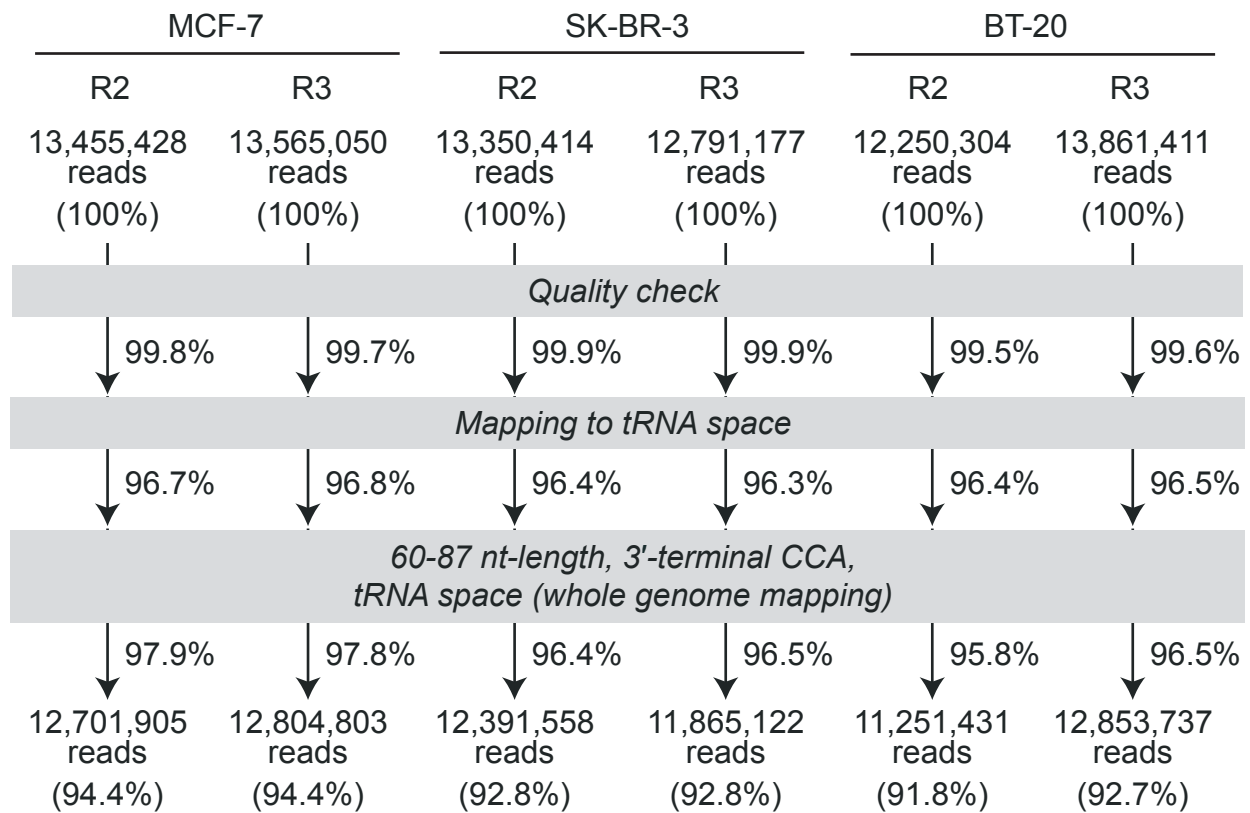 MCF-7 SK-BR-3 BT-20
R2 R3 R2 R3 R2 R3
13,455,428 13,565,050 13,350,414 12,791,177 12,250,304 13,861,411
reads reads reads reads reads reads
(100%) (100%) (100%) (100%) (100%) (100%)
Quality check
99.8% 99.7% 99.9% 99.9% 99.5% 99.6%
Mapping to tRNA space
96.7% 96.8% 96.4% 96.3% 96.4% 96.5%
60-87 nt-length, 3'-terminal CCA,
tRNA space (whole genome mapping)
97.9% 97.8% 96.4% 96.5% 95.8% 96.5%
12,701,905 12,804,803 12,391,558 11,865,122 11,251,431 12,853,737
reads reads reads reads reads reads
(94.4%) (94.4%) (92.8%) (92.8%) (91.8%) (92.7%)